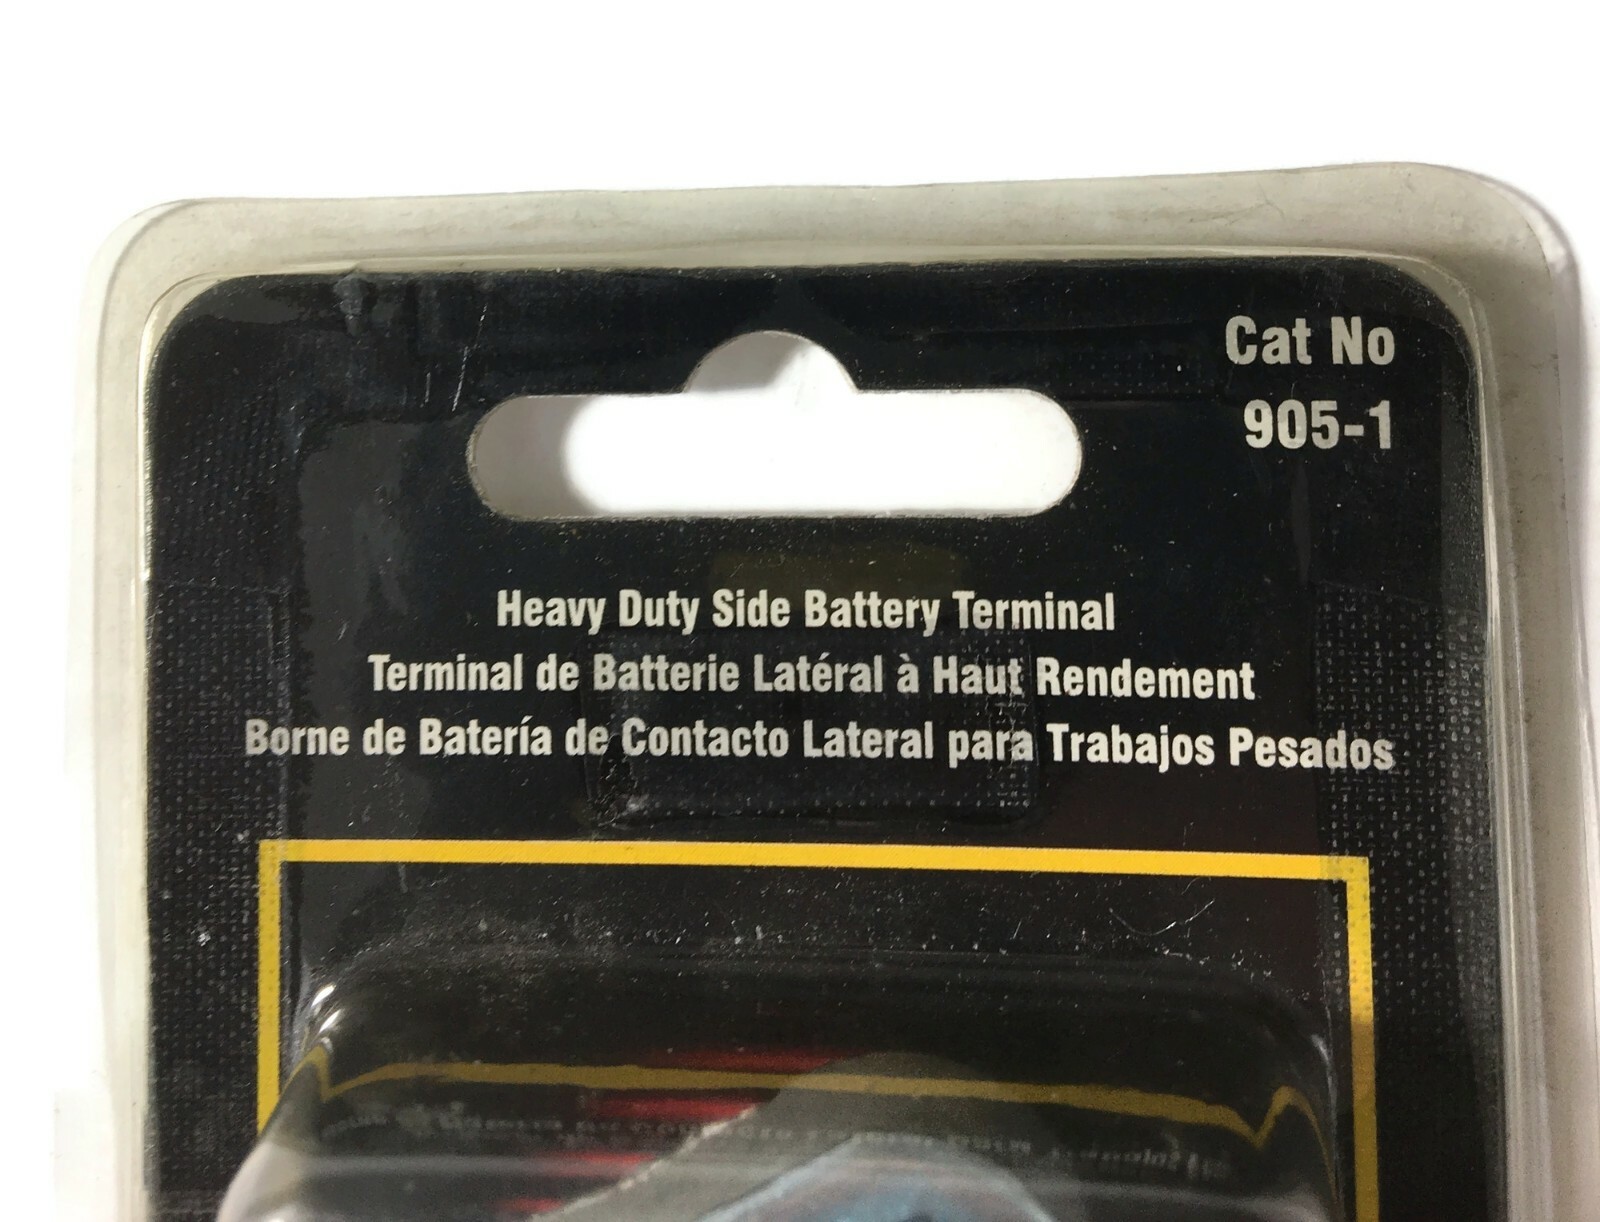 Cat No
905-1
Heavy Duty Side Battery Terminal
Terminal de Batterie Latéral à Haut Rendement
Borne de Batería de Contacto Lateral para Trabajos Pesados